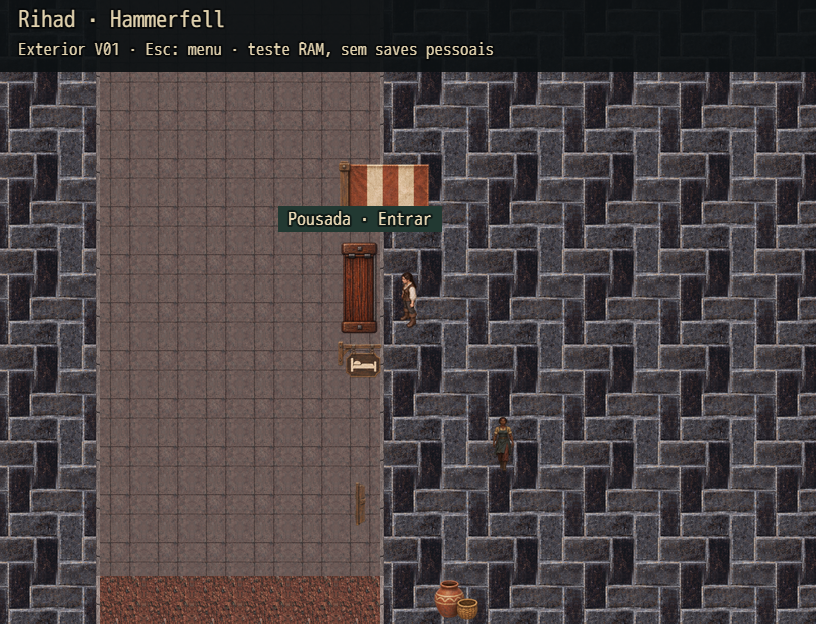 Rihad · Hammerfell
Exterior V01 · Esc: menu · teste RAM, sem saves pessoais
Pousada · Entrar